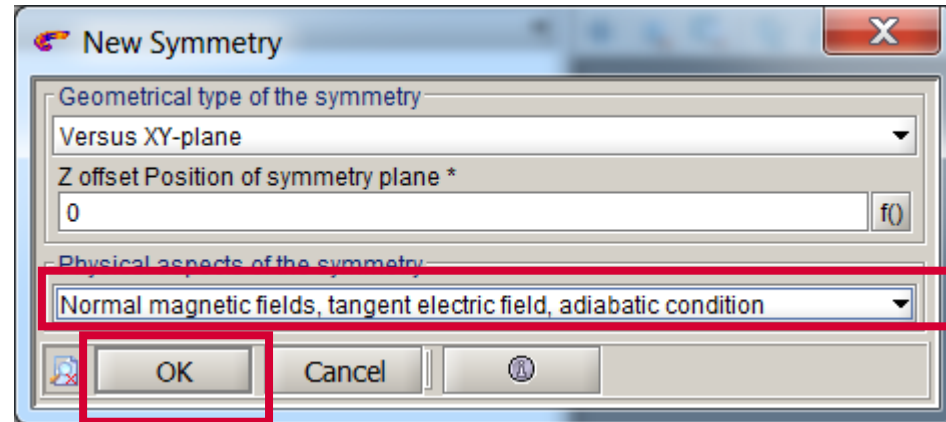 New Symmetry
X
Geometrical type of the symmetry
Versus XY-plane
Z offset Position of symmetry plane *
0
f()
Physical aspects of the symmetry
Normal magnetic fields, tangent electric field, adiabatic condition
OK Cancel